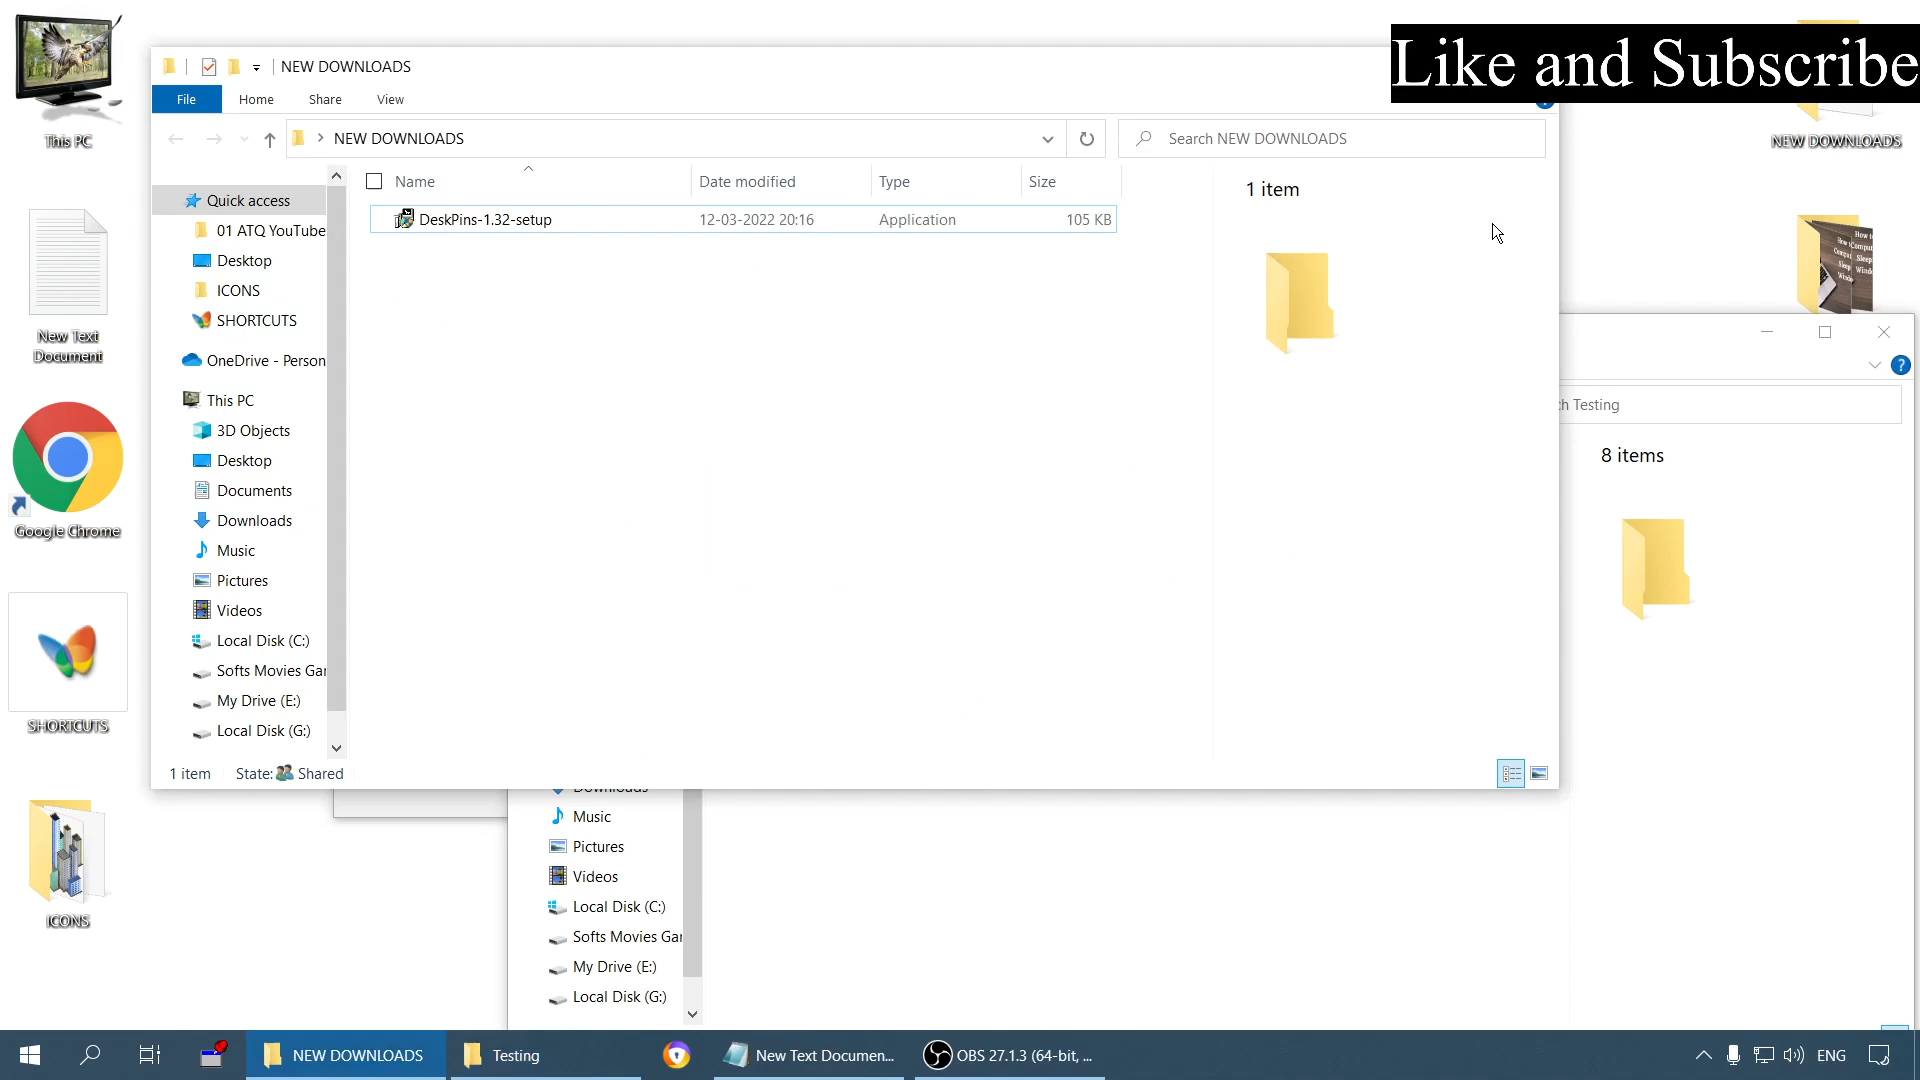 Like and Subscribe
NEW DOWNLOADS
File
Home
Share
View
NEW DOWNLOADS
Search NEW DOWNLOADS
Name
Date modified
Type
Size
DeskPins-1.32-setup
12-03-2022 20:16
Application
105 KB
1 item
Quick access
01 ATQ YouTube
Desktop
ICONS
SHORTCUTS
OneDrive - Person
This PC
3D Objects
Desktop
Documents
Downloads
Music
Pictures
Videos
Local Disk (C:)
Softs Movies Gar
My Drive (E:)
Local Disk (G:)
1 item
State:
Shared
This PC
New Text
Document
Google Chrome
SHORTCUTS
ICONS
NEW DOWNLOADS
ch Testing
8 items
Downloads
Music
Pictures
Videos
Local Disk (C:)
Softs Movies Gar
My Drive (E:)
Local Disk (G:)
NEW DOWNLOADS
Testing
New Text Documen...
OBS 27.1.3 (64-bit, ...
ENG